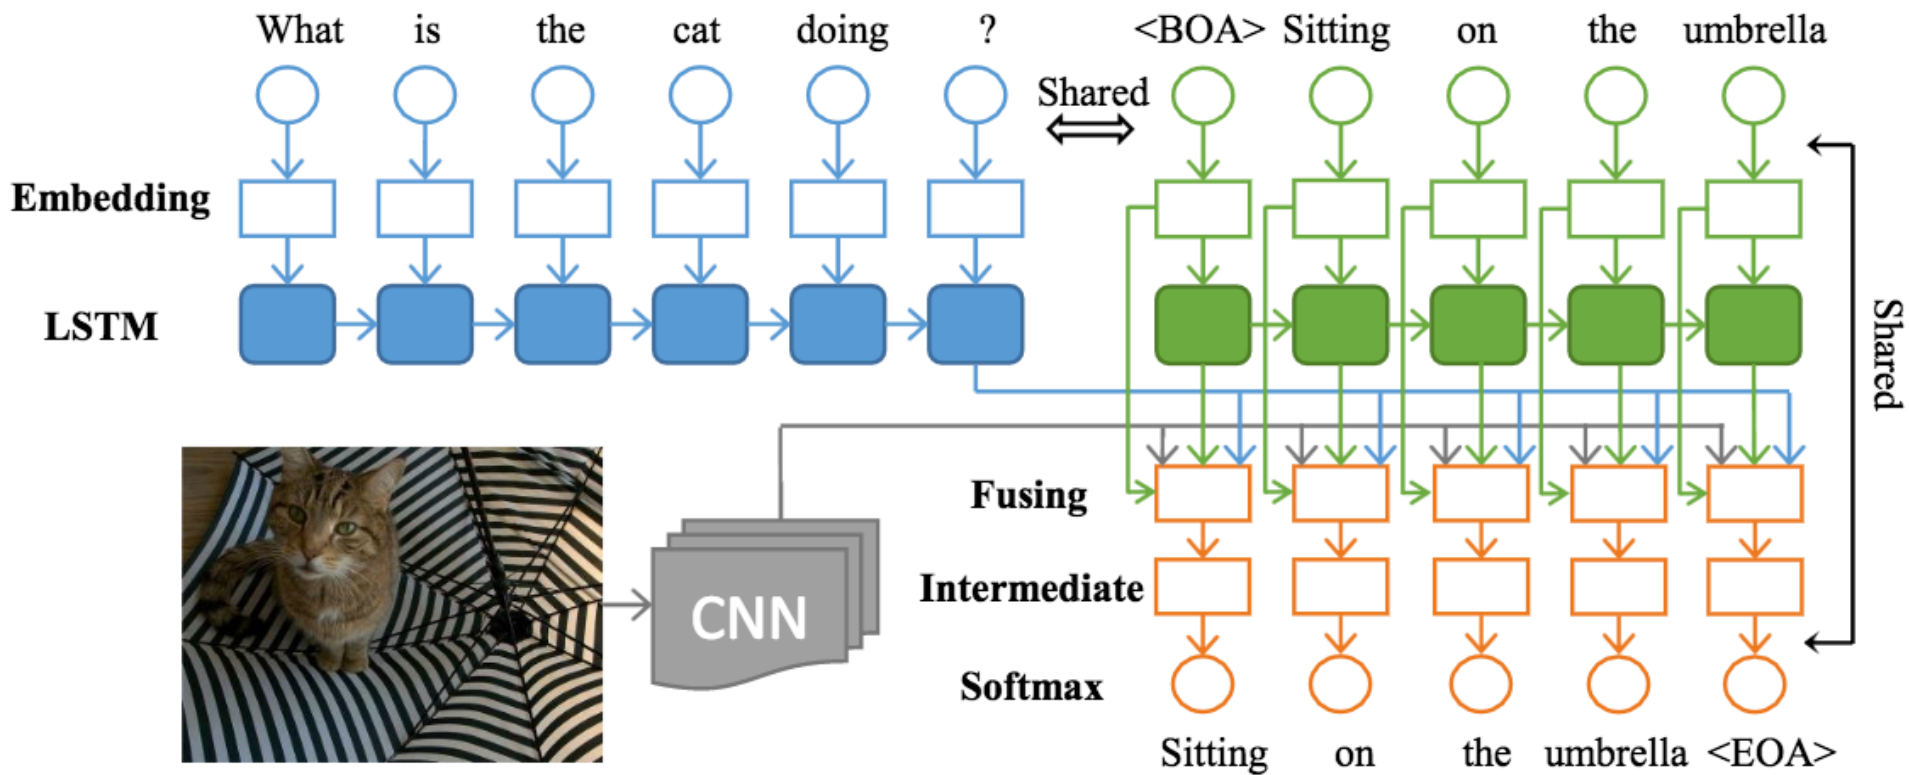 What is the cat doing ? <BOA> Sitting on the umbrella
Shared
Embedding
LSTM
Shared
Fusing
Intermediate
CNN
Softmax
Sitting on the umbrella <EOA>